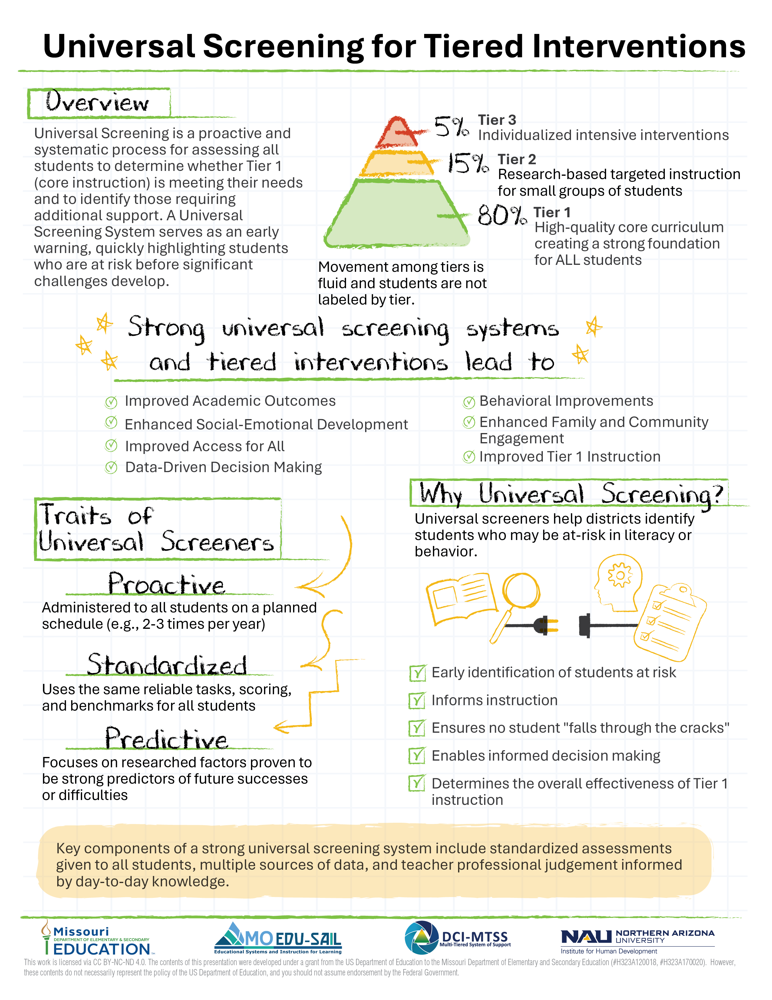 Universal Screening for Tiered Interventions
Overview
Universal Screening is a proactive and
systematic process for assessing all
students to determine whether Tier 1
(core instruction) is meeting their needs
and to identify those requiring
additional support. A Universal
Screening System serves as an early
warning, quickly highlighting students
who are at risk before significant
challenges develop.
5%
Tier 3
Individualized intensive interventions
15%
Tier 2
Research-based targeted instruction
for small groups of students
80%
Tier 1
High-quality core curriculum
creating a strong foundation
for ALL students
Movement among tiers is
fluid and students are not
labeled by tier.
Strong universal screening systems
and tiered interventions lead to
Improved Academic Outcomes
Enhanced Social-Emotional Development
Improved Access for All
Data-Driven Decision Making
Behavioral Improvements
Enhanced Family and Community
Engagement
Improved Tier 1 Instruction
Traits of
Universal Screeners
Proactive
Administered to all students on a planned
schedule (e.g., 2-3 times per year)
Standardized
Uses the same reliable tasks, scoring,
and benchmarks for all students
Predictive
Focuses on researched factors proven to
be strong predictors of future successes
or difficulties
Why Universal Screening?
Universal screeners help districts identify
students who may be at-risk in literacy or
behavior.
Early identification of students at risk
Informs instruction
Ensures no student "falls through the cracks"
Enables informed decision making
Determines the overall effectiveness of Tier 1
instruction
Key components of a strong universal screening system include standardized assessments
given to all students, multiple sources of data, and teacher professional judgement informed
by day-to-day knowledge.
Missouri
DEPARTMENT OF ELEMENTARY & SECONDARY
EDUCATION™
MO EDU-SAIL
Educational Systems and Instruction for Learning
DCI-MTSS
Multi-Tiered System of Support
NAU NORTHERN ARIZONA
UNIVERSITY
Institute for Human Development
This work is licensed via CC BY-NC-ND 4.0. The contents of this presentation were developed under a grant from the US Department of Education to the Missouri Department of Elementary and Secondary Education (#H323A120018, #H323A170020). However,
these contents do not necessarily represent the policy of the US Department of Education, and you should not assume endorsement by the Federal Government.